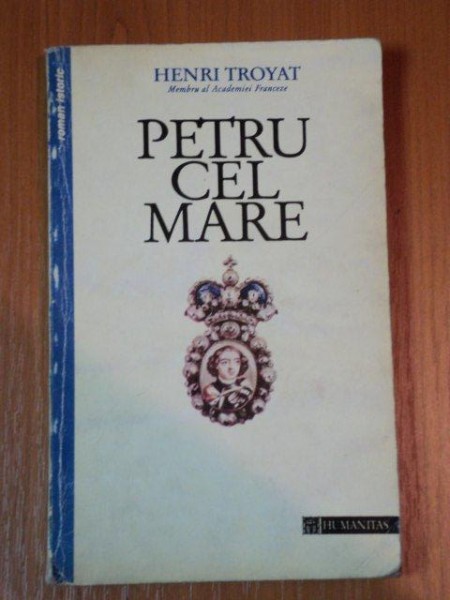 HENRI TROYAT
Membru al Academiei Franceze
PETRU
CEL
MARE
roman istoric
HUMANITAS